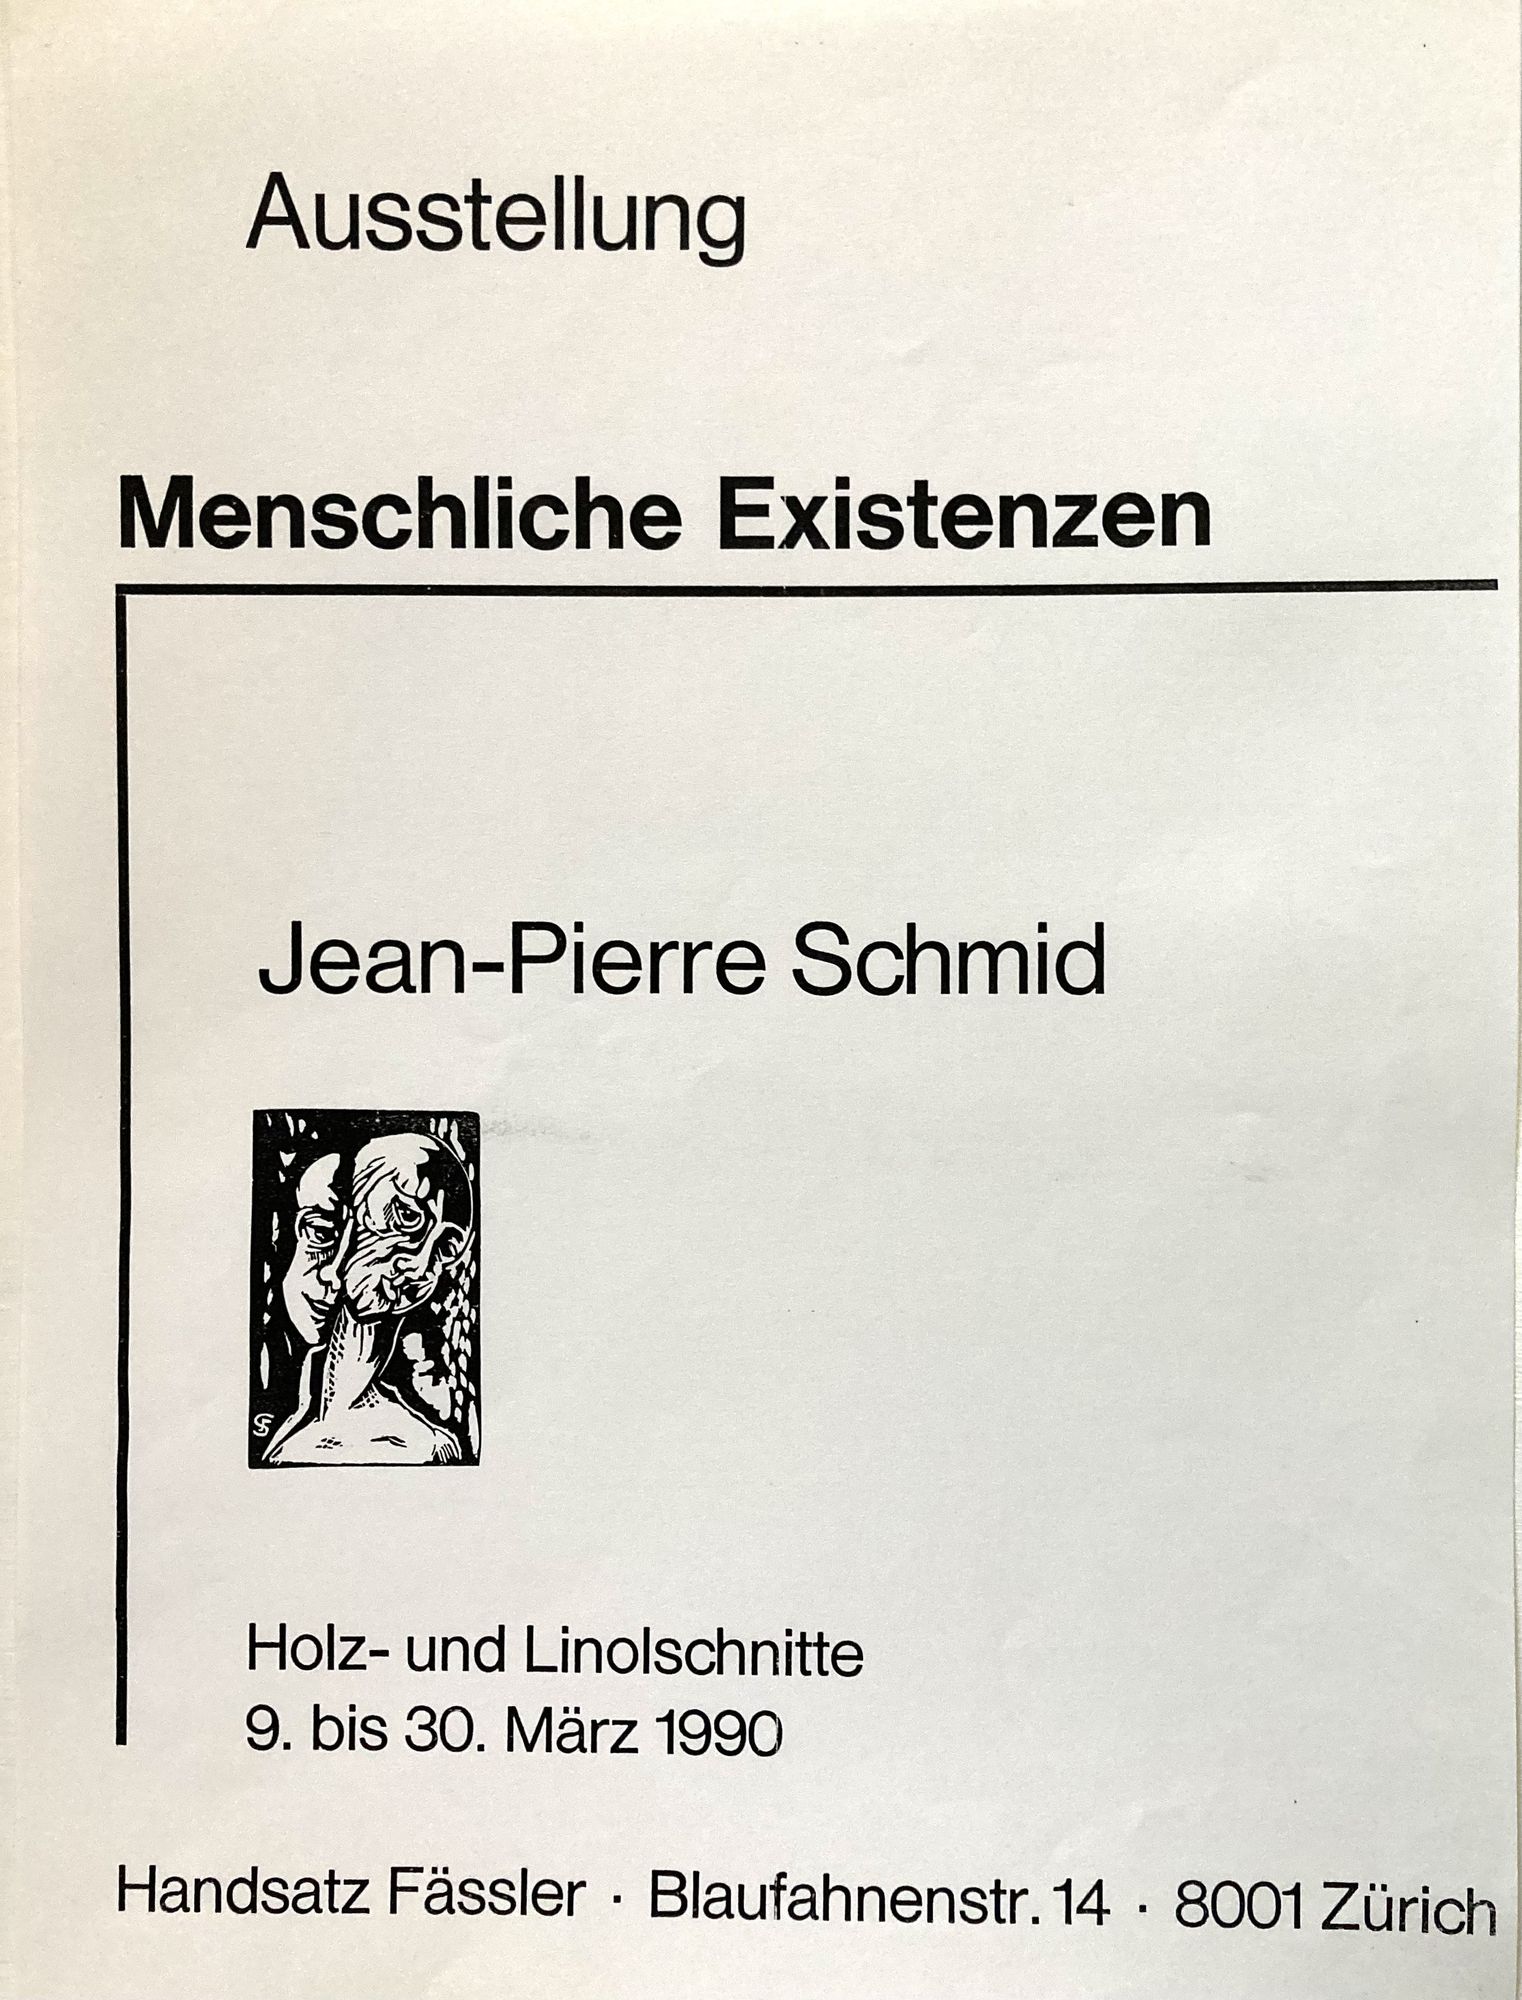 Ausstellung
Menschliche Existenzen
Jean-Pierre Schmid
Holz- und Linolschnitte
9. bis 30. März 1990
Handsatz Fässler · Blaufahnenstr. 14 · 8001 Zürich